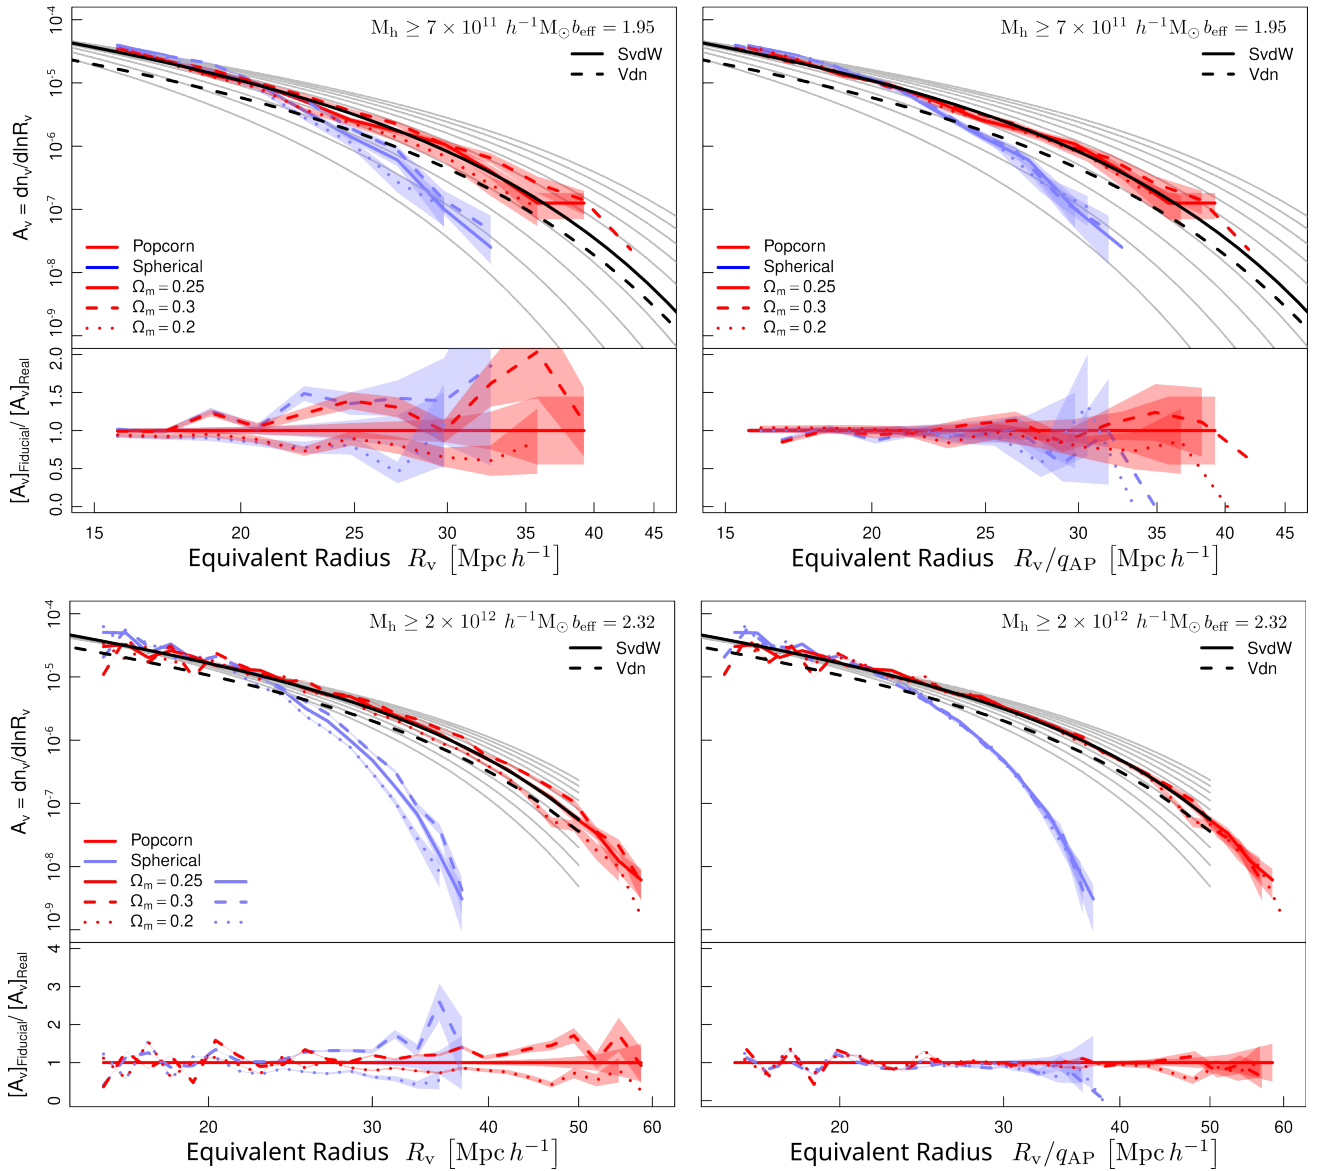 M_h ≥ 7 × 10^11 h^−1 M_⊙ b_eff = 1.95
SvdW
Vdn
A_v = dn_v/dlnR_v
10^-4
10^-5
10^-6
10^-7
10^-8
10^-9
Popcorn
Spherical
Ω_m = 0.25
Ω_m = 0.3
Ω_m = 0.2
[A_v]_Fiducial / [A_v]_Real
2.0
1.5
1.0
0.5
0.0
15 20 25 30 35 40 45
Equivalent Radius R_v [Mpc h^−1]
M_h ≥ 7 × 10^11 h^−1 M_⊙ b_eff = 1.95
SvdW
Vdn
Popcorn
Spherical
Ω_m = 0.25
Ω_m = 0.3
Ω_m = 0.2
15 20 25 30 35 40 45
Equivalent Radius R_v/q_AP [Mpc h^−1]
M_h ≥ 2 × 10^12 h^−1 M_⊙ b_eff = 2.32
SvdW
Vdn
A_v = dn_v/dlnR_v
10^-4
10^-5
10^-6
10^-7
10^-8
10^-9
Popcorn
Spherical
Ω_m = 0.25
Ω_m = 0.3
Ω_m = 0.2
[A_v]_Fiducial / [A_v]_Real
4
3
2
1
0
20 30 40 50 60
Equivalent Radius R_v [Mpc h^−1]
M_h ≥ 2 × 10^12 h^−1 M_⊙ b_eff = 2.32
SvdW
Vdn
20 30 40 50 60
Equivalent Radius R_v/q_AP [Mpc h^−1]